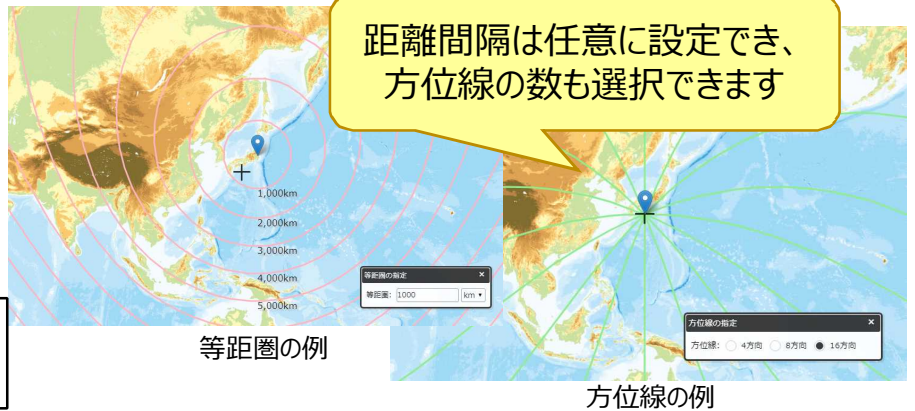 距離間隔は任意に設定でき、
方位線の数も選択できます
1,000km
2,000km
3,000km
4,000km
5,000km
等距圏の指定 ×
等距圏: 1000 km
等距圏の例
方位線の指定 ×
方位線: 4方向 8方向 16方向
方位線の例